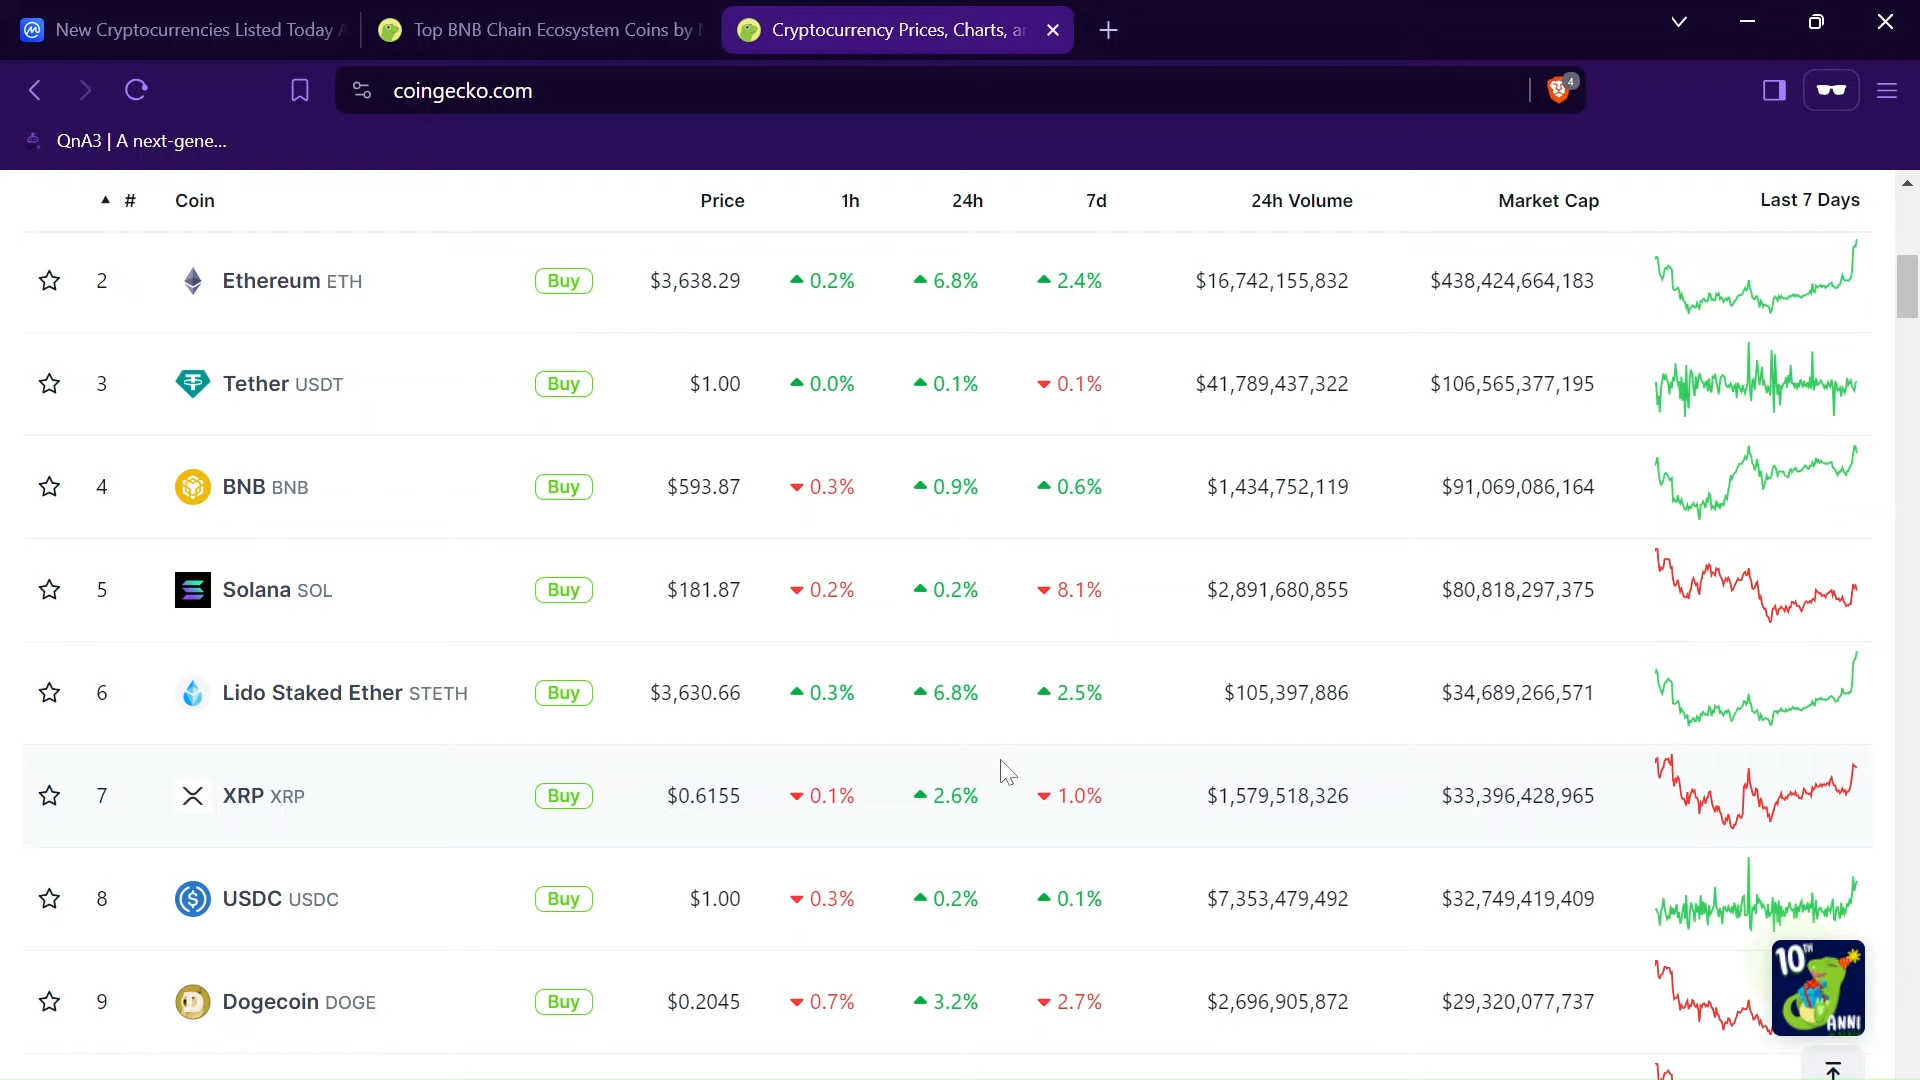 New Cryptocurrencies Listed Today
Top BNB Chain Ecosystem Coins by
Cryptocurrency Prices, Charts, a
coingecko.com
4
QnA3 | A next-gene...
# Coin Price 1h 24h 7d 24h Volume Market Cap Last 7 Days
2 Ethereum ETH Buy $3,638.29 0.2% 6.8% 2.4% $16,742,155,832 $438,424,664,183
3 Tether USDT Buy $1.00 0.0% 0.1% 0.1% $41,789,437,322 $106,565,377,195
4 BNB BNB Buy $593.87 0.3% 0.9% 0.6% $1,434,752,119 $91,069,086,164
5 Solana SOL Buy $181.87 0.2% 0.2% 8.1% $2,891,680,855 $80,818,297,375
6 Lido Staked Ether STETH Buy $3,630.66 0.3% 6.8% 2.5% $105,397,886 $34,689,266,571
7 XRP XRP Buy $0.6155 0.1% 2.6% 1.0% $1,579,518,326 $33,396,428,965
8 USDC USDC Buy $1.00 0.3% 0.2% 0.1% $7,353,479,492 $32,749,419,409
9 Dogecoin DOGE Buy $0.2045 0.7% 3.2% 2.7% $2,696,905,872 $29,320,077,737
10TH
ANNI